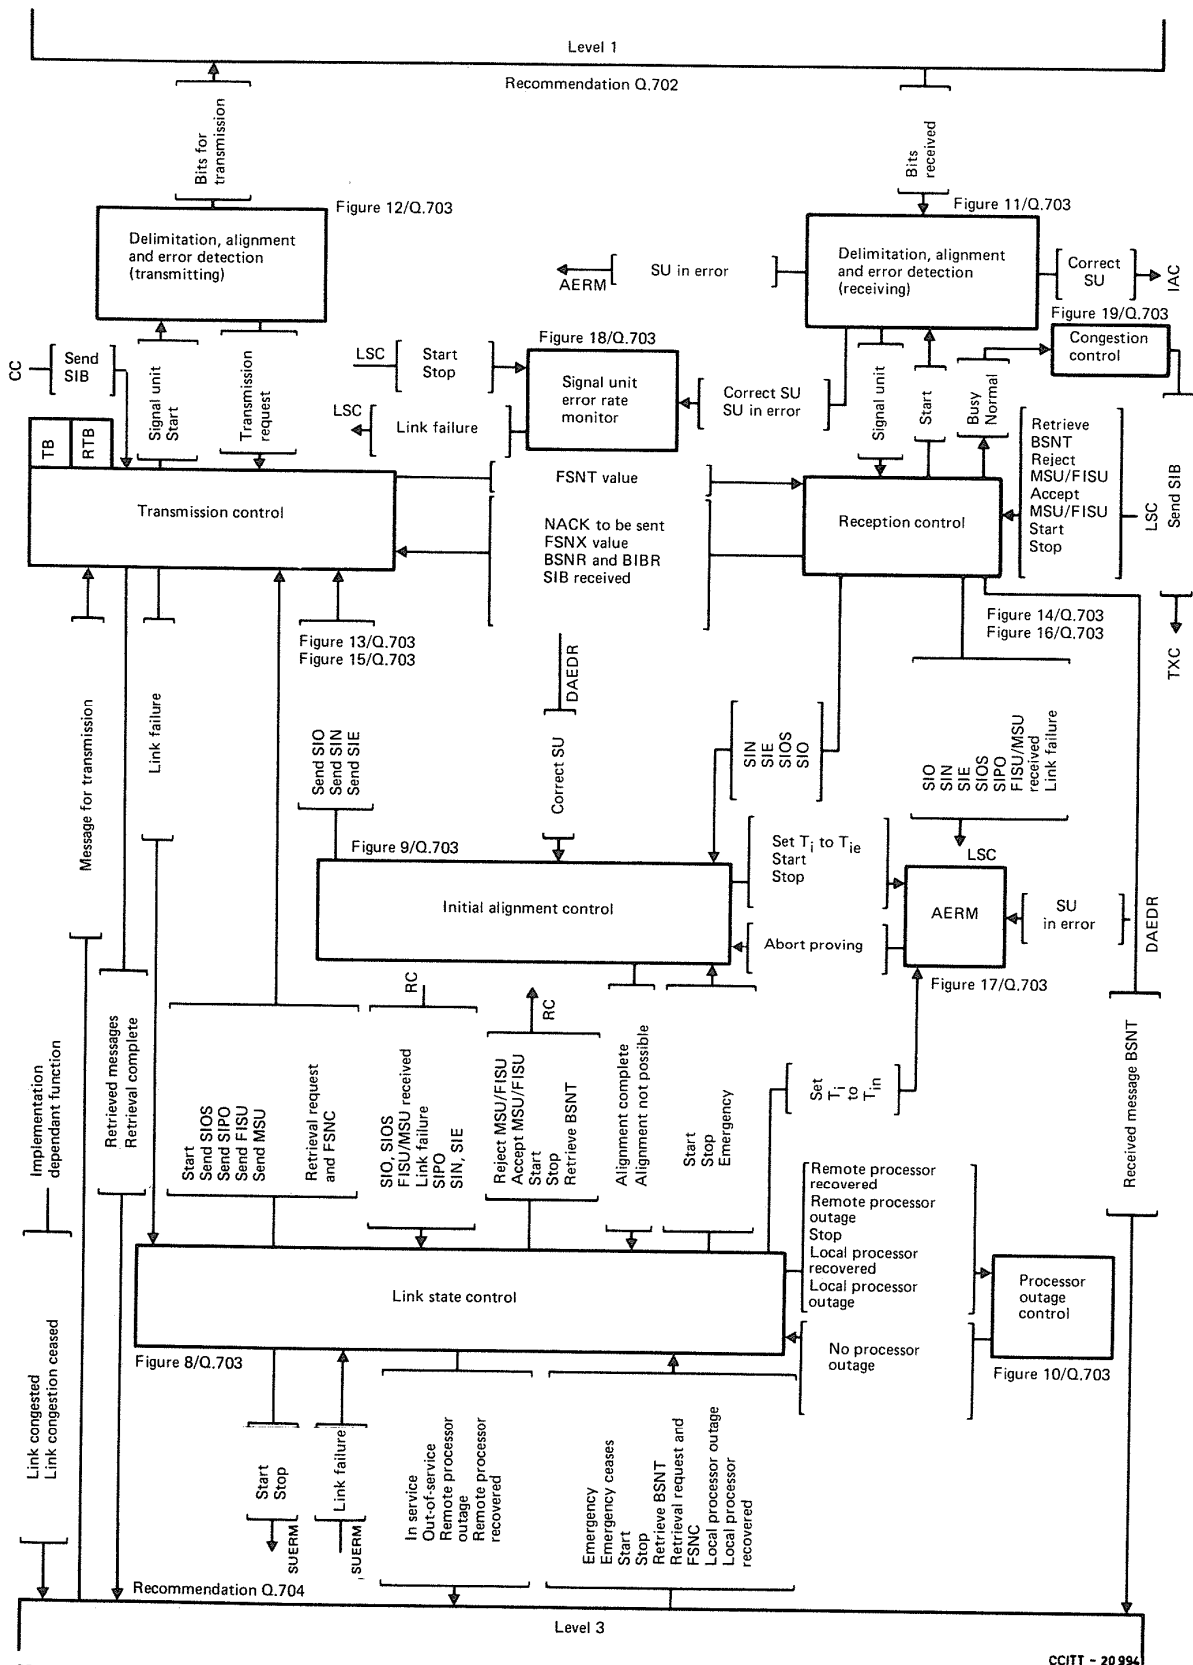 Level 1
Recommendation Q.702
Bits for
transmission
Bits
received
Figure 12/Q.703
Figure 11/Q.703
Delimitation, alignment
and error detection
(transmitting)
SU in error
AERM
Delimitation, alignment
and error detection
(receiving)
Correct
SU
IAC
Figure 19/Q.703
Congestion
control
CC
Send
SIB
Signal unit
Start
Transmission
request
LSC
Start
Stop
Figure 18/Q.703
Signal unit
error rate
monitor
LSC
Link failure
Correct SU
SU in error
Signal unit
Start
Busy
Normal
TB
RTB
Transmission control
FSNT value
NACK to be sent
FSNX value
BSNR and BIBR
SIB received
Reception control
Retrieve
BSNT
Reject
MSU/FISU
Accept
MSU/FISU
Start
Stop
LSC
Send SIB
TXC
Figure 13/Q.703
Figure 15/Q.703
Figure 14/Q.703
Figure 16/Q.703
DAEDR
Correct SU
Message for transmission
Link failure
Send SIO
Send SIN
Send SIE
SIN
SIE
SIOS
SIO
SIO
SIN
SIE
SIOS
SIPO
FISU/MSU
received
Link failure
LSC
Figure 9/Q.703
Initial alignment control
Set Ti to Tie
Start
Stop
Abort proving
AERM
SU
in error
DAEDR
Figure 17/Q.703
RC
RC
Implementation
dependant function
Retrieved messages
Retrieval complete
Start
Send SIOS
Send SIPO
Send FISU
Send MSU
Retrieval request
and FSNC
SIO, SIOS
FISU/MSU received
Link failure
SIPO
SIN, SIE
Reject MSU/FISU
Accept MSU/FISU
Start
Stop
Retrieve BSNT
Alignment complete
Alignment not possible
Start
Stop
Emergency
Set
Ti
to
Tin
Received message BSNT
Remote processor
recovered
Remote processor
outage
Stop
Local processor
recovered
Local processor
outage
Link state control
Processor
outage
control
No processor
outage
Figure 8/Q.703
Figure 10/Q.703
Link congested
Link congestion ceased
Start
Stop
SUERM
Link failure
SUERM
In service
Out-of-service
Remote processor
outage
Remote processor
recovered
Emergency
Emergency ceases
Start
Stop
Retrieve BSNT
Retrieval request and
FSNC
Local processor outage
Local processor
recovered
Recommendation Q.704
Level 3
CCITT - 20994